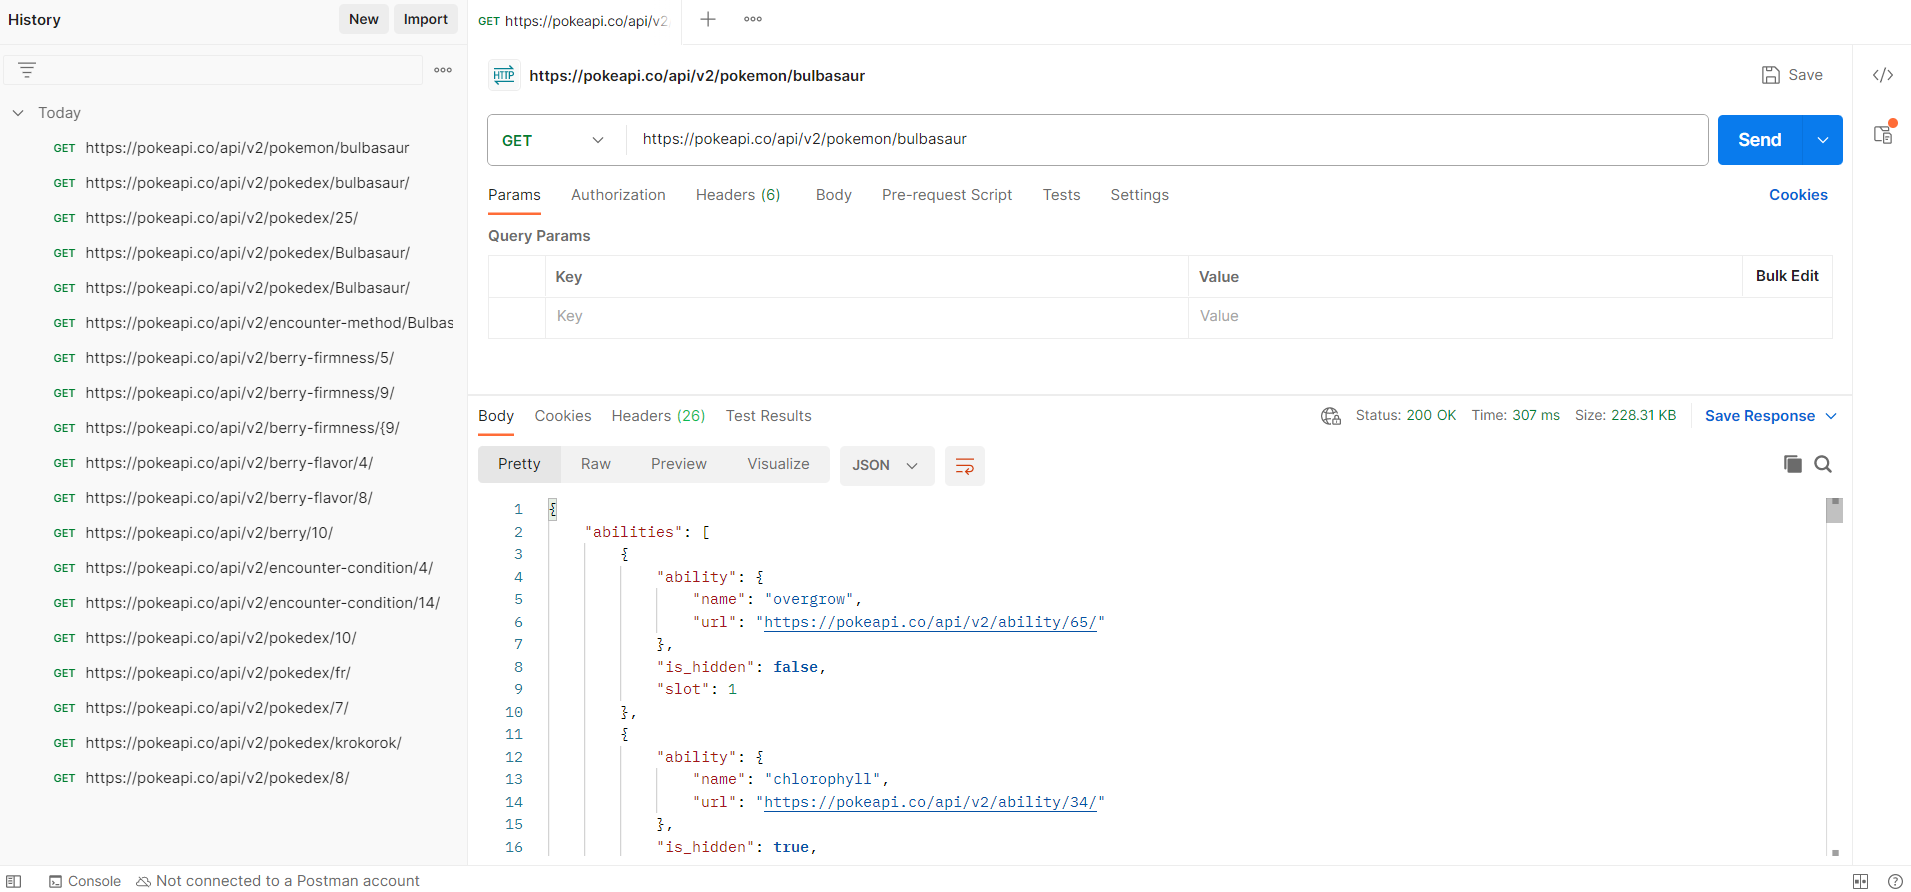 History
New
Import
Today
GET https://pokeapi.co/api/v2/pokemon/bulbasaur
GET https://pokeapi.co/api/v2/pokedex/bulbasaur/
GET https://pokeapi.co/api/v2/pokedex/25/
GET https://pokeapi.co/api/v2/pokedex/Bulbasaur/
GET https://pokeapi.co/api/v2/pokedex/Bulbasaur/
GET https://pokeapi.co/api/v2/encounter-method/Bulbas
GET https://pokeapi.co/api/v2/berry-firmness/5/
GET https://pokeapi.co/api/v2/berry-firmness/9/
GET https://pokeapi.co/api/v2/berry-firmness/{9/
GET https://pokeapi.co/api/v2/berry-flavor/4/
GET https://pokeapi.co/api/v2/berry-flavor/8/
GET https://pokeapi.co/api/v2/berry/10/
GET https://pokeapi.co/api/v2/encounter-condition/4/
GET https://pokeapi.co/api/v2/encounter-condition/14/
GET https://pokeapi.co/api/v2/pokedex/10/
GET https://pokeapi.co/api/v2/pokedex/fr/
GET https://pokeapi.co/api/v2/pokedex/7/
GET https://pokeapi.co/api/v2/pokedex/krokorok/
GET https://pokeapi.co/api/v2/pokedex/8/
GET https://pokeapi.co/api/v2
HTTP https://pokeapi.co/api/v2/pokemon/bulbasaur
Save
GET https://pokeapi.co/api/v2/pokemon/bulbasaur
Send
Params Authorization Headers (6) Body Pre-request Script Tests Settings Cookies
Query Params
Key Value Bulk Edit
Key Value
Body Cookies Headers (26) Test Results Status: 200 OK Time: 307 ms Size: 228.31 KB Save Response
Pretty Raw Preview Visualize JSON
1 {
2 "abilities": [
3 {
4 "ability": {
5 "name": "overgrow",
6 "url": "https://pokeapi.co/api/v2/ability/65/"
7 },
8 "is_hidden": false,
9 "slot": 1
10 },
11 {
12 "ability": {
13 "name": "chlorophyll",
14 "url": "https://pokeapi.co/api/v2/ability/34/"
15 },
16 "is_hidden": true,
Console Not connected to a Postman account